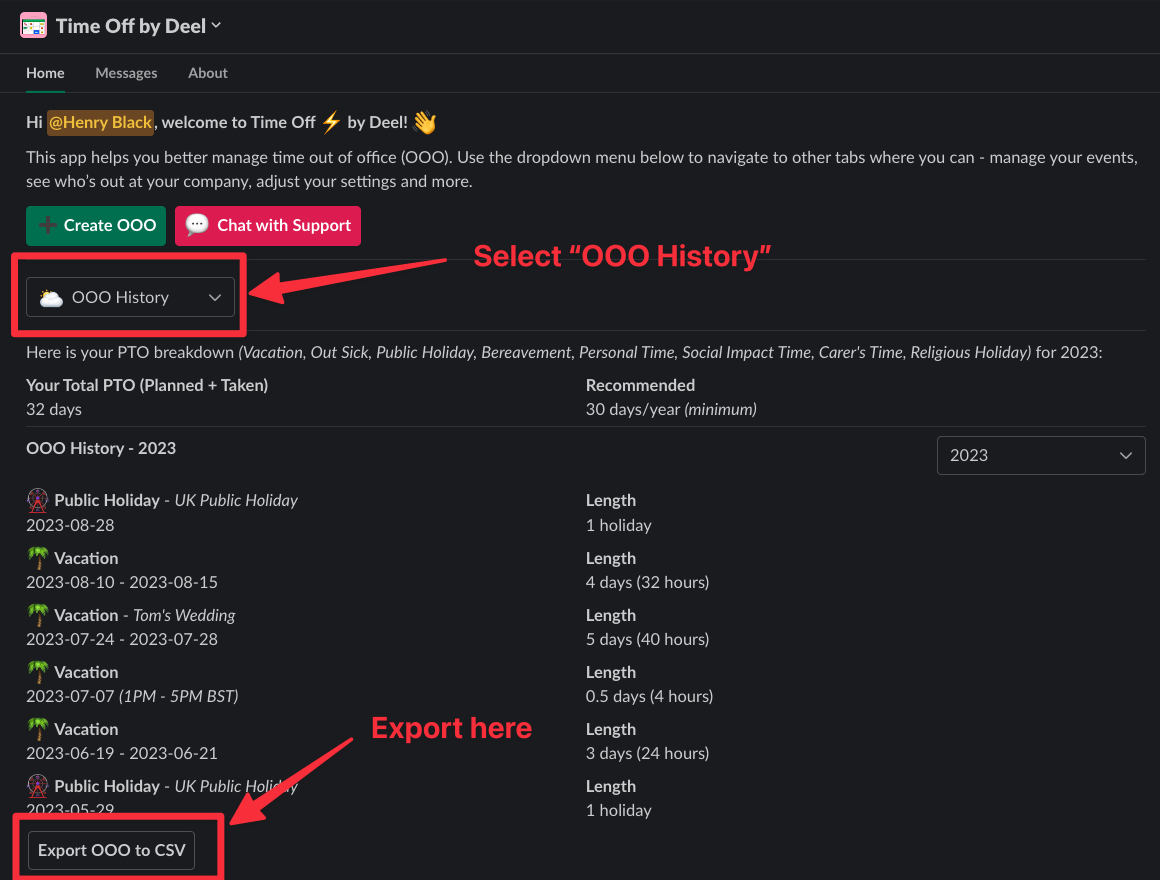 Time Off by Deel
Home Messages About
Hi @Henry Black, welcome to Time Off ⚡ by Deel! 👋
This app helps you better manage time out of office (OOO). Use the dropdown menu below to navigate to other tabs where you can - manage your events,
see who’s out at your company, adjust your settings and more.
➕ Create OOO 💬 Chat with Support
Select “OOO History”
🌥️ OOO History
Here is your PTO breakdown (Vacation, Out Sick, Public Holiday, Bereavement, Personal Time, Social Impact Time, Carer's Time, Religious Holiday) for 2023:
Your Total PTO (Planned + Taken) Recommended
32 days 30 days/year (minimum)
OOO History - 2023 2023
🎡 Public Holiday - UK Public Holiday Length
2023-08-28 1 holiday
🌴 Vacation Length
2023-08-10 - 2023-08-15 4 days (32 hours)
🌴 Vacation - Tom's Wedding Length
2023-07-24 - 2023-07-28 5 days (40 hours)
🌴 Vacation Length
2023-07-07 (1PM - 5PM BST) 0.5 days (4 hours)
Export here
🌴 Vacation Length
2023-06-19 - 2023-06-21 3 days (24 hours)
🎡 Public Holiday - UK Public Holiday Length
2023-05-29 1 holiday
Export OOO to CSV